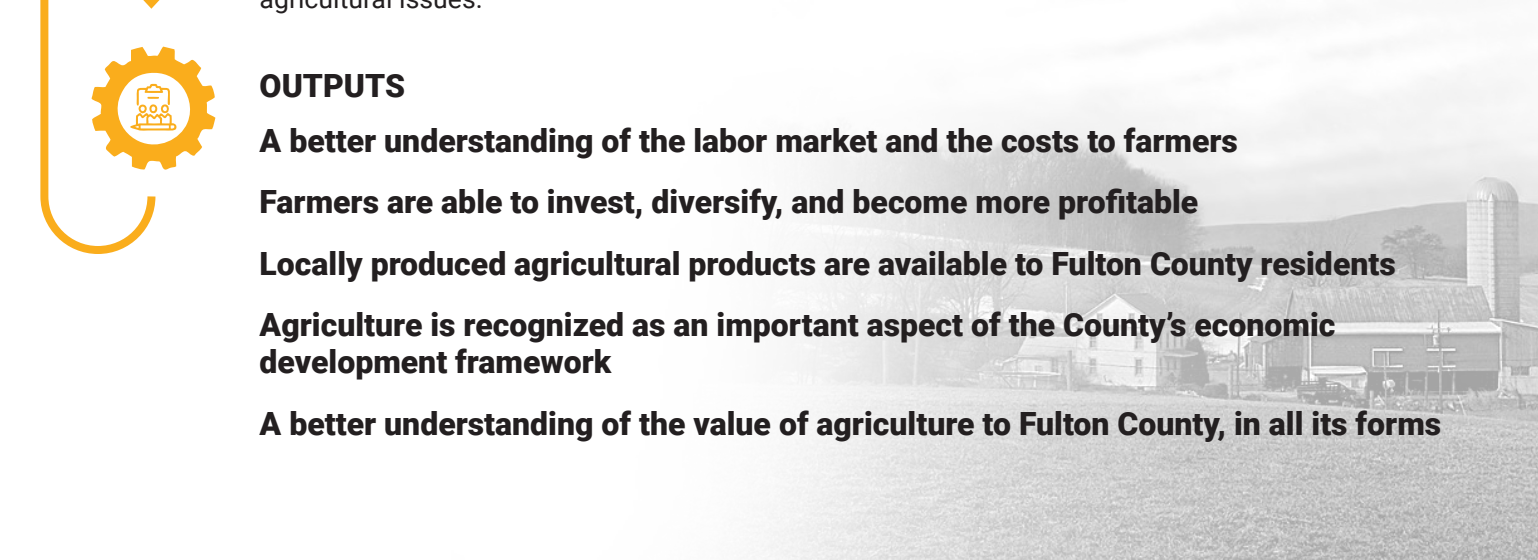 agricultural issues.
OUTPUTS
A better understanding of the labor market and the costs to farmers
Farmers are able to invest, diversify, and become more profitable
Locally produced agricultural products are available to Fulton County residents
Agriculture is recognized as an important aspect of the County’s economic
development framework
A better understanding of the value of agriculture to Fulton County, in all its forms